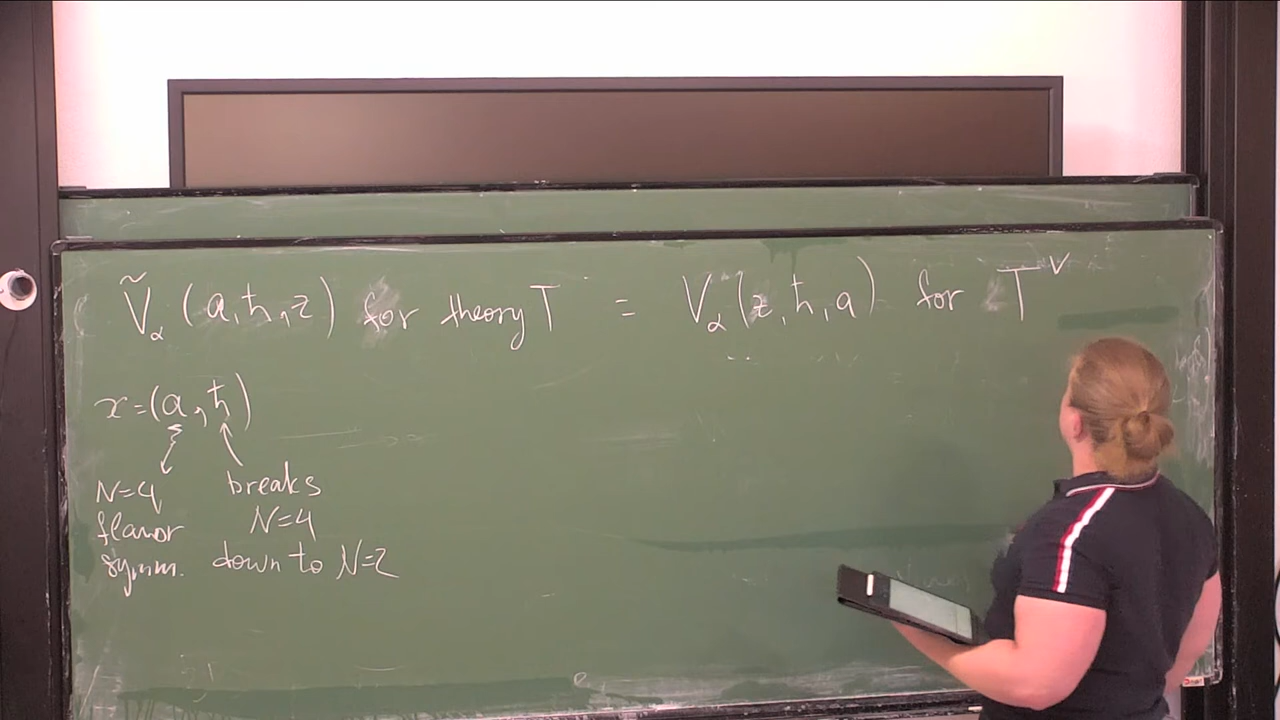 Ṽ_α (a, ħ, z) for theory T = V_α (z, ħ, a) for T^∨
x = (a, ħ)
N=4 breaks
flavor N=4
symm. down to N=2